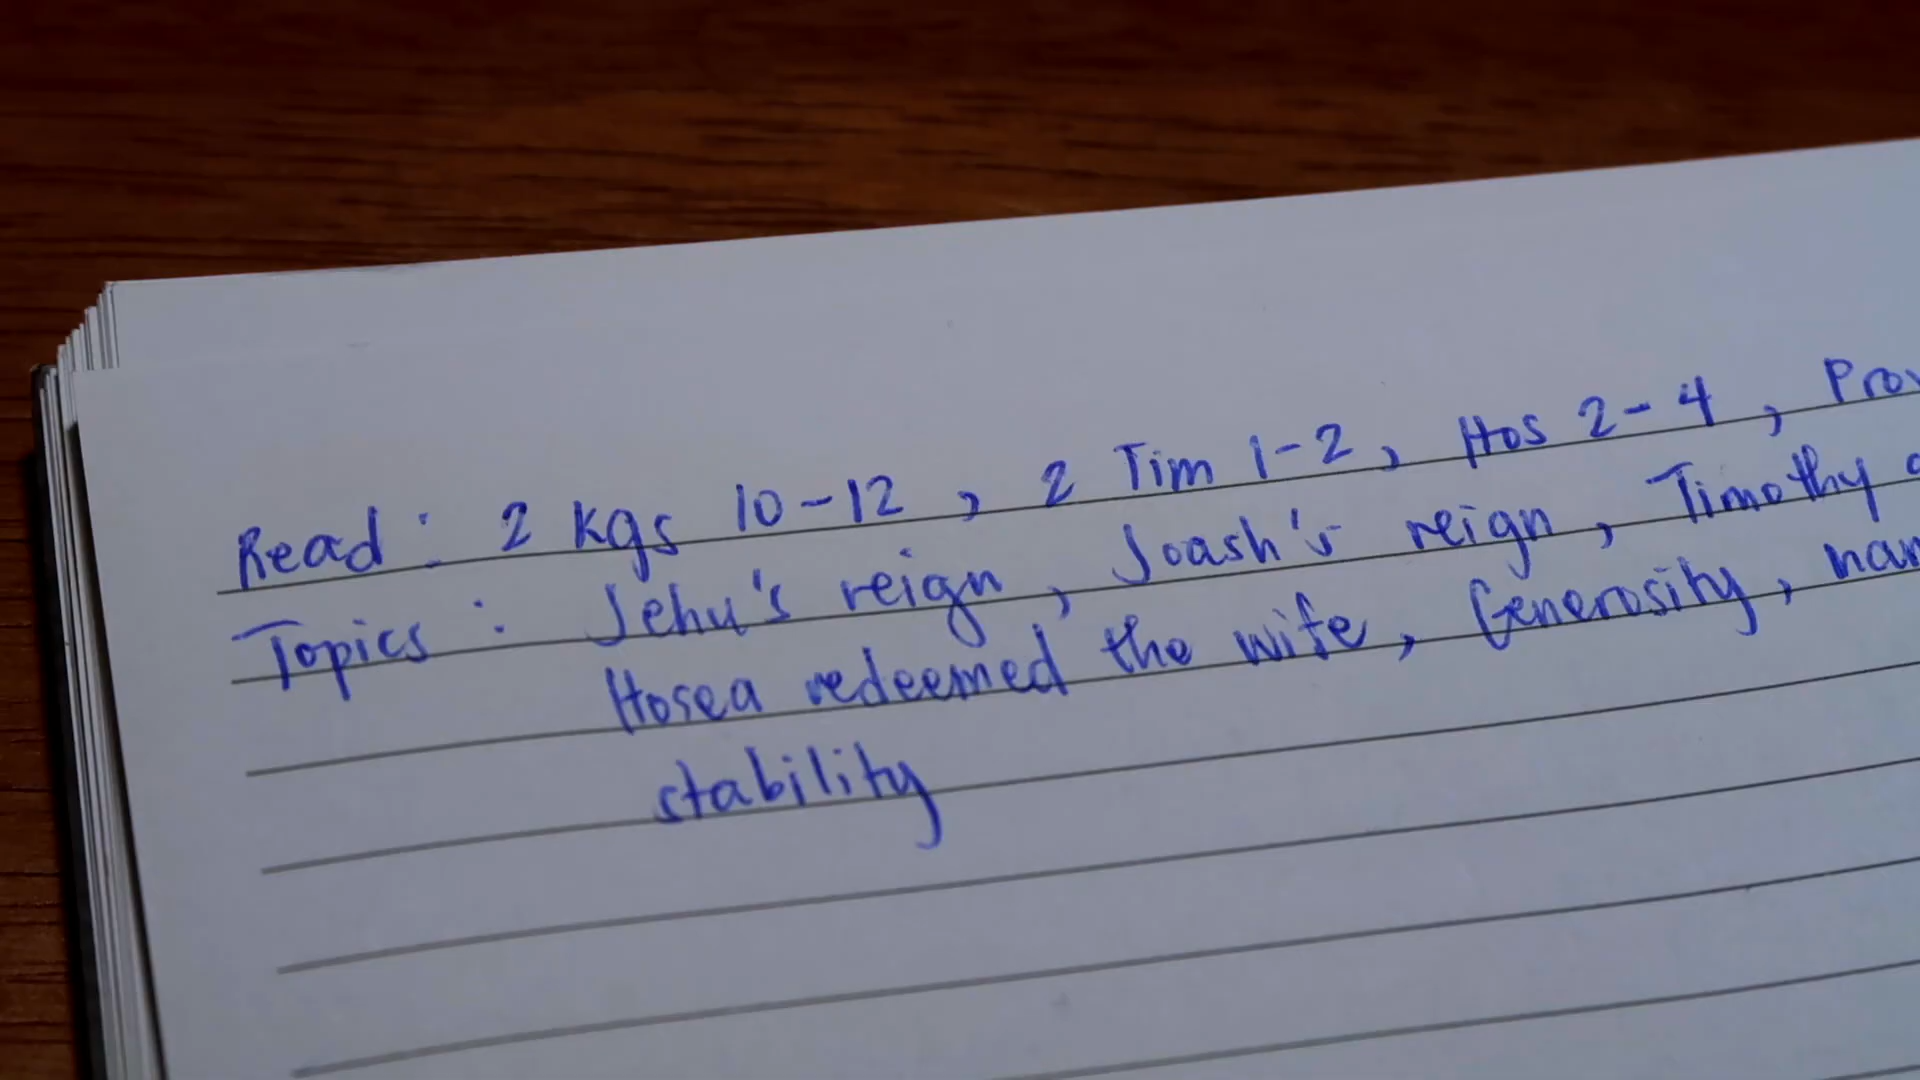 Read : 2 Kgs 10-12 , 2 Tim 1-2 , Hos 2-4 , Prov
Topics : Jehu's reign , Joash's reign , Timothy
Hosea redeemed the wife , Generosity ,
stability